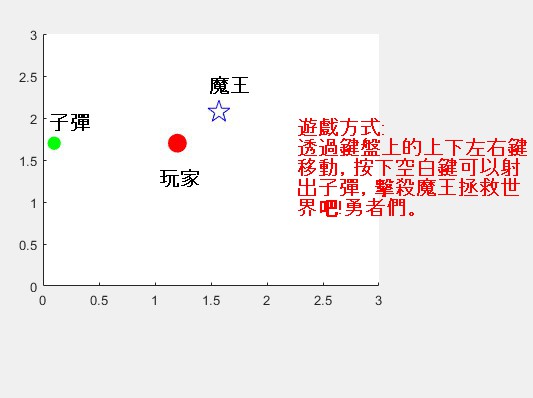 3
2.5
魔王
子彈
2
遊戲方式:
透過鍵盤上的上下左右鍵
移動, 按下空白鍵可以射
出子彈, 擊殺魔王拯救世
界吧!勇者們。
1.5
玩家
1
0.5
0
0 0.5 1 1.5 2 2.5 3